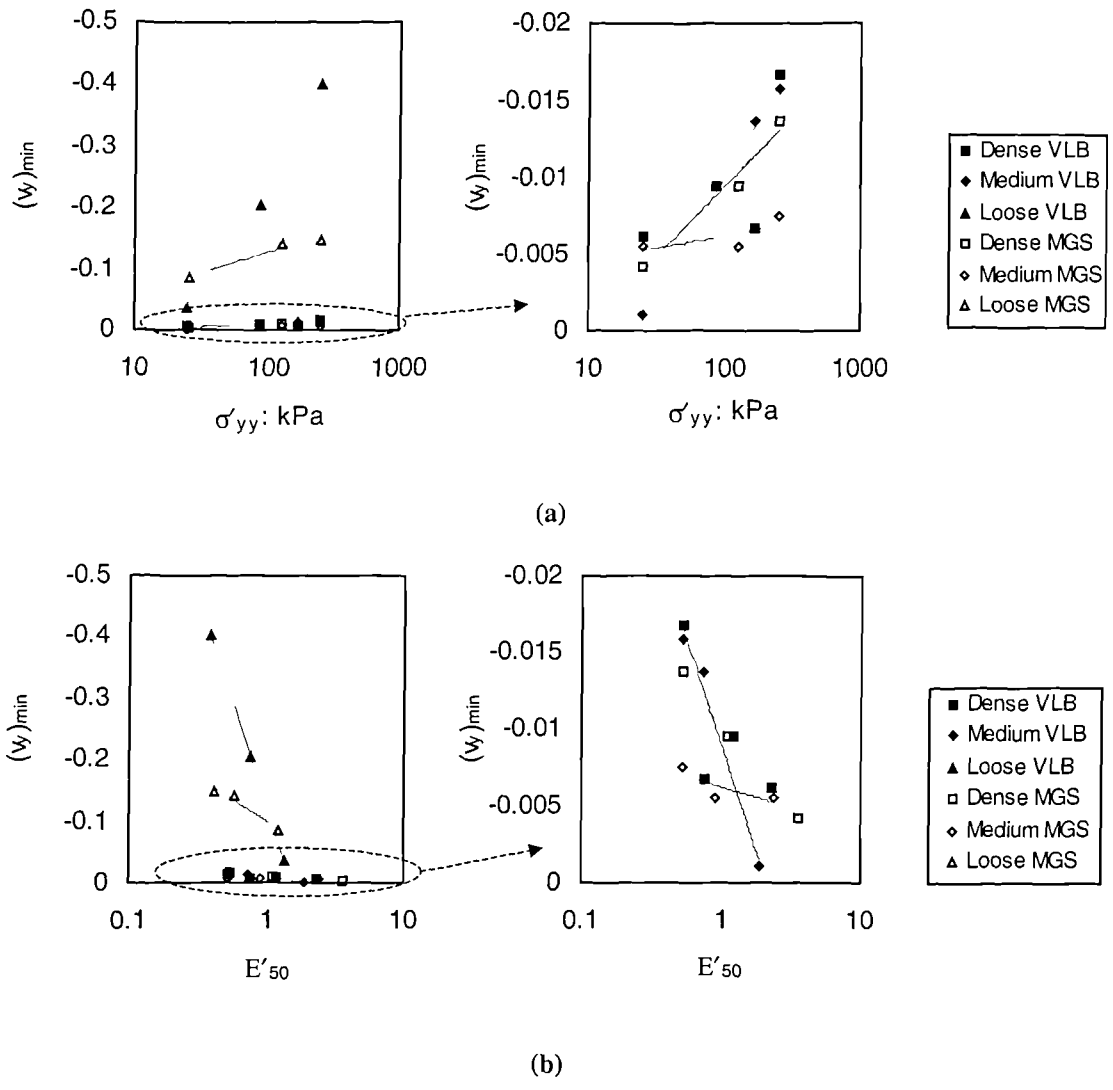 -0.5
-0.4
-0.3
-0.2
-0.1
0
(vy)min
10 100 1000
σ′yy: kPa
-0.02
-0.015
-0.01
-0.005
0
(vy)min
10 100 1000
σ′yy: kPa
Dense VLB
Medium VLB
Loose VLB
Dense MGS
Medium MGS
Loose MGS
(a)
-0.5
-0.4
-0.3
-0.2
-0.1
0
(vy)min
0.1 1 10
E′50
-0.02
-0.015
-0.01
-0.005
0
(vy)min
0.1 1 10
E′50
Dense VLB
Medium VLB
Loose VLB
Dense MGS
Medium MGS
Loose MGS
(b)